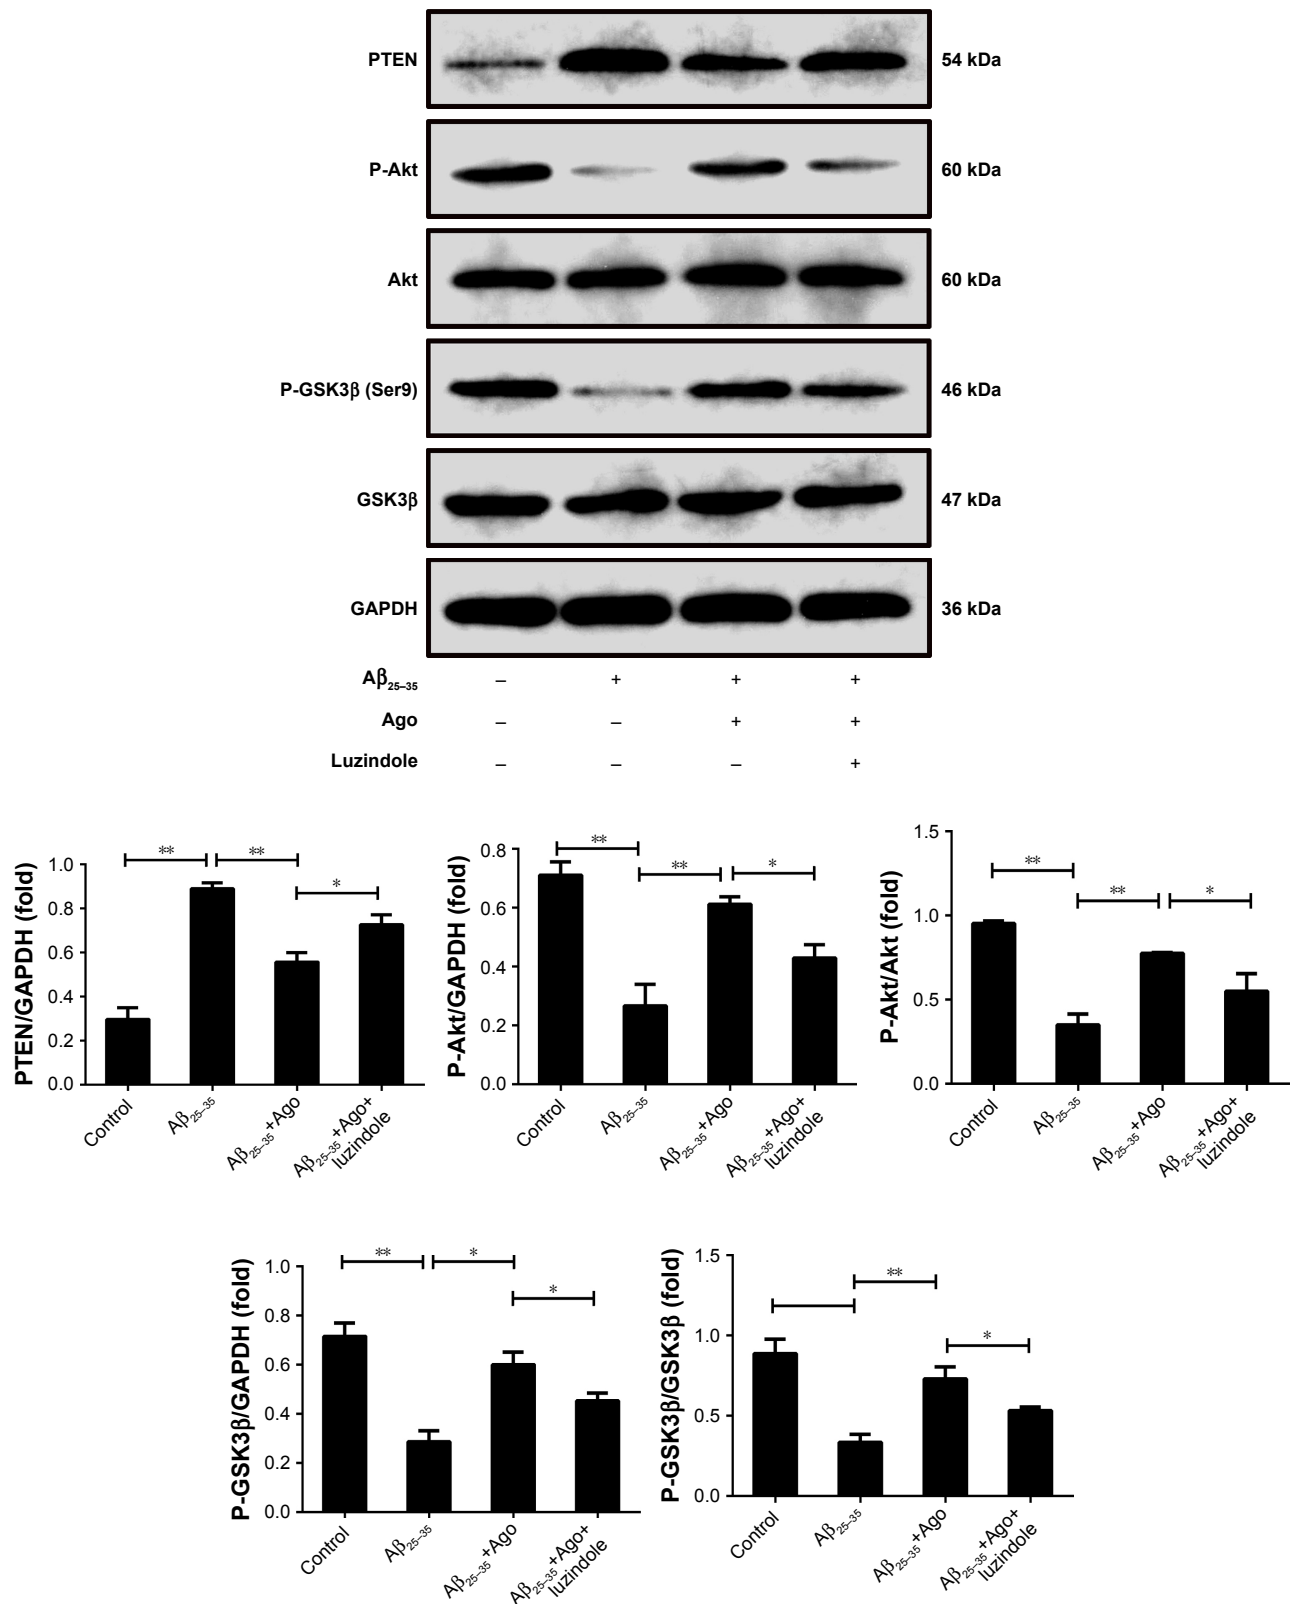 PTEN 54 kDa
P-Akt 60 kDa
Akt 60 kDa
P-GSK3β (Ser9) 46 kDa
GSK3β 47 kDa
GAPDH 36 kDa
Aβ25–35 – + + +
Ago – – + +
Luzindole – – – +
PTEN/GAPDH (fold)
1.0
0.8
0.6
0.4
0.2
0.0
** ** *
Control
Aβ25–35
Aβ25–35+Ago
Aβ25–35+Ago+
luzindole
P-Akt/GAPDH (fold)
0.8
0.6
0.4
0.2
0.0
** ** *
Control
Aβ25–35
Aβ25–35+Ago
Aβ25–35+Ago+
luzindole
P-Akt/Akt (fold)
1.5
1.0
0.5
0.0
** ** *
Control
Aβ25–35
Aβ25–35+Ago
Aβ25–35+Ago+
luzindole
P-GSK3β/GAPDH (fold)
1.0
0.8
0.6
0.4
0.2
0.0
** * *
Control
Aβ25–35
Aβ25–35+Ago
Aβ25–35+Ago+
luzindole
P-GSK3β/GSK3β (fold)
1.5
1.0
0.5
0.0
** *
Control
Aβ25–35
Aβ25–35+Ago
Aβ25–35+Ago+
luzindole